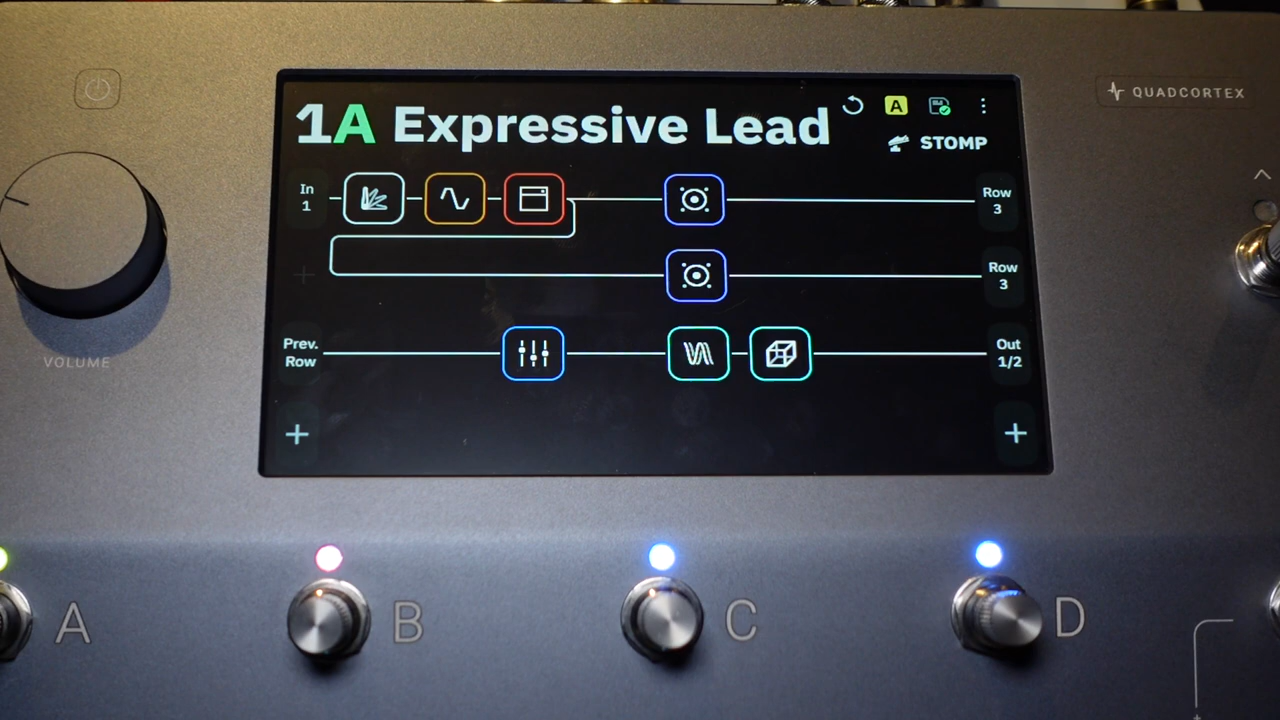 QUADCORTEX
1A Expressive Lead
A
STOMP
In
1
Row
3
Row
3
Prev.
Row
Out
1/2
VOLUME
A
B
C
D